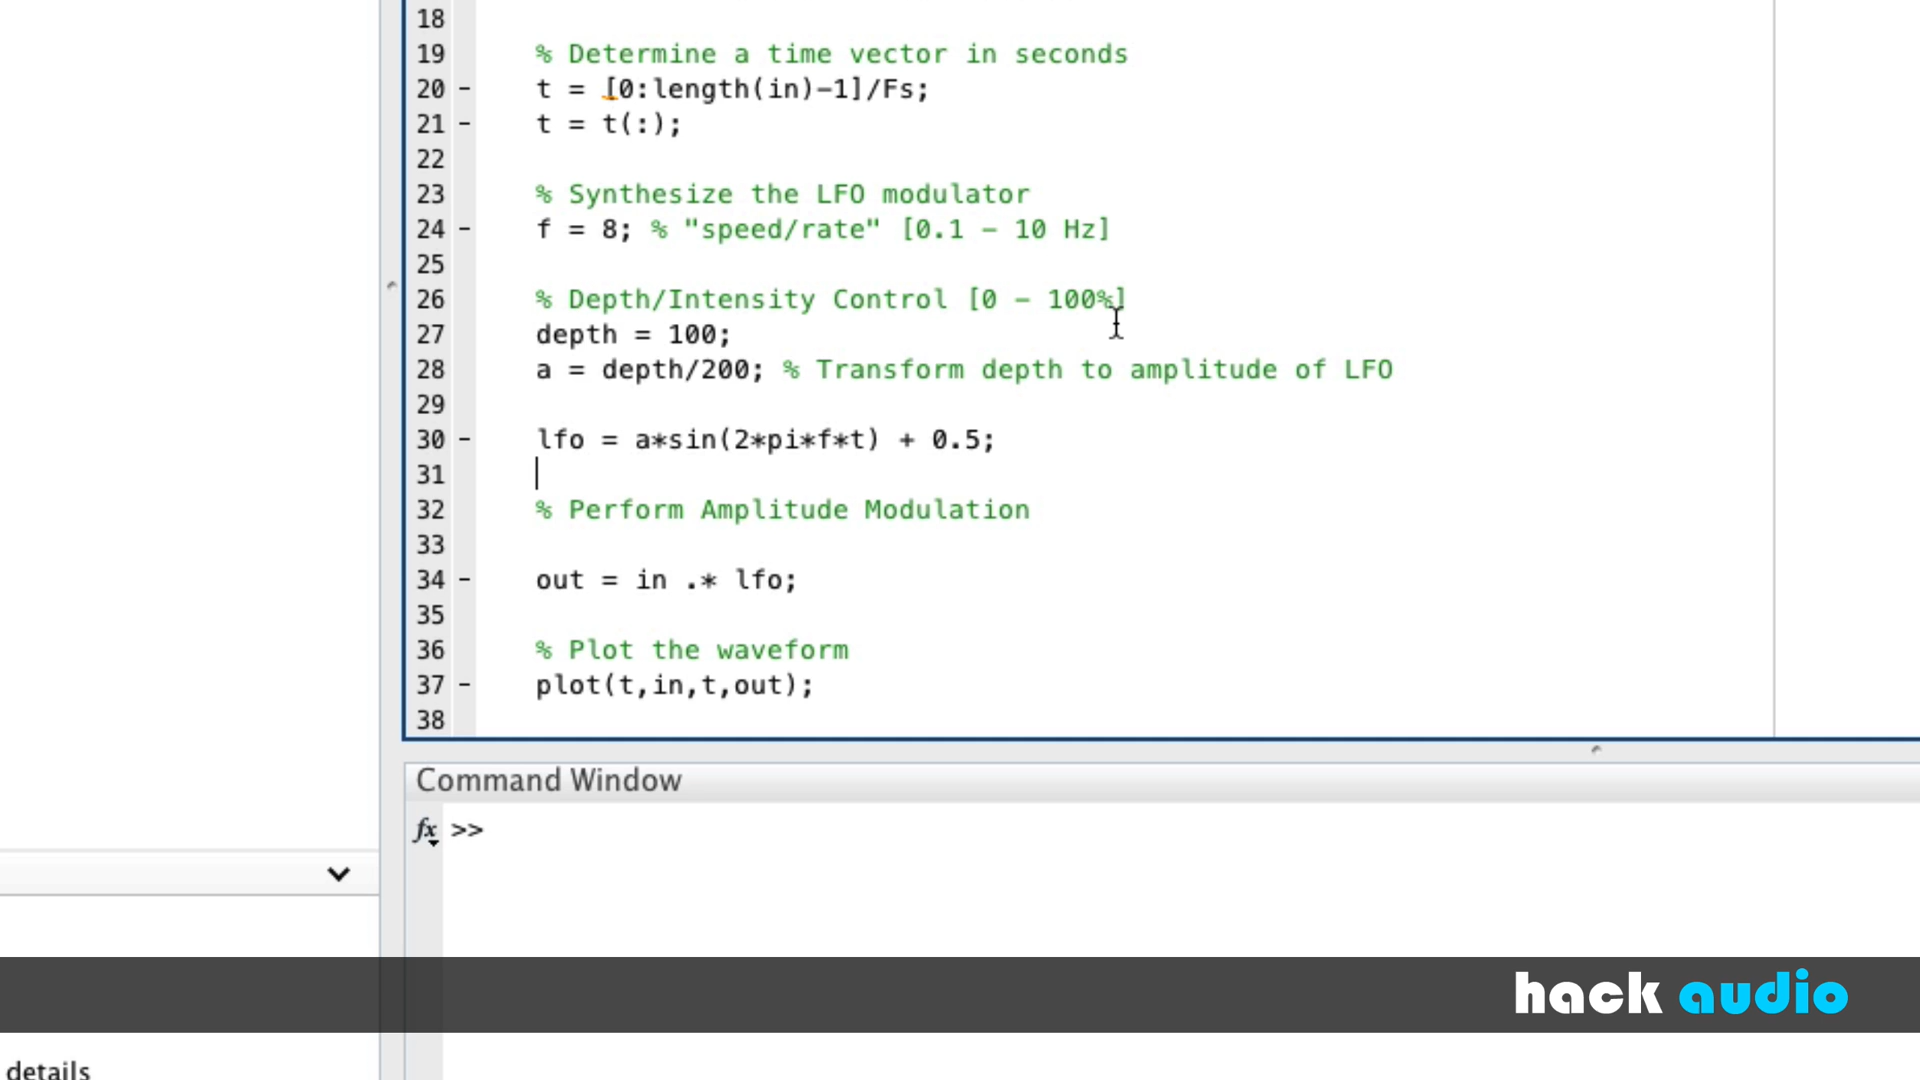 18
19 % Determine a time vector in seconds
20 - t = [0:length(in)-1]/Fs;
21 - t = t(:);
22
23 % Synthesize the LFO modulator
24 - f = 8; % "speed/rate" [0.1 - 10 Hz]
25
26 % Depth/Intensity Control [0 - 100%]
27 depth = 100;
28 a = depth/200; % Transform depth to amplitude of LFO
29
30 - lfo = a*sin(2*pi*f*t) + 0.5;
31
32 % Perform Amplitude Modulation
33
34 - out = in .* lfo;
35
36 % Plot the waveform
37 - plot(t,in,t,out);
38
Command Window
fx >>
hack audio
details